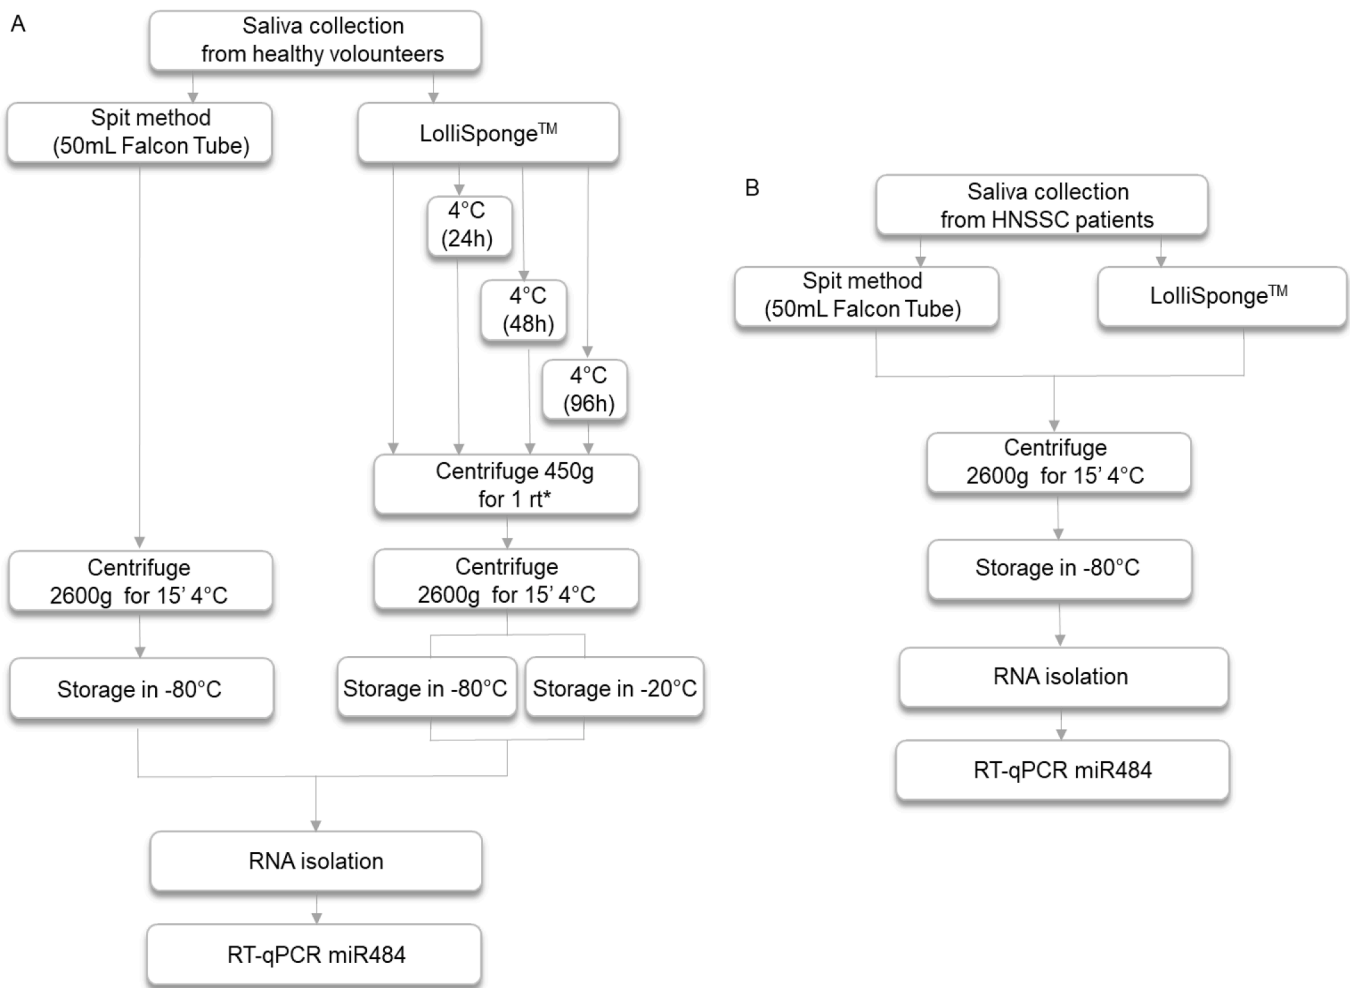 A
Saliva collection
from healthy volounteers
Spit method
(50mL Falcon Tube)
LolliSponge™
4°C
(24h)
4°C
(48h)
4°C
(96h)
Centrifuge 450g
for 1 rt*
Centrifuge
2600g for 15’ 4°C
Centrifuge
2600g for 15’ 4°C
Storage in -80°C
Storage in -80°C
Storage in -20°C
RNA isolation
RT-qPCR miR484
B
Saliva collection
from HNSSC patients
Spit method
(50mL Falcon Tube)
LolliSponge™
Centrifuge
2600g for 15’ 4°C
Storage in -80°C
RNA isolation
RT-qPCR miR484